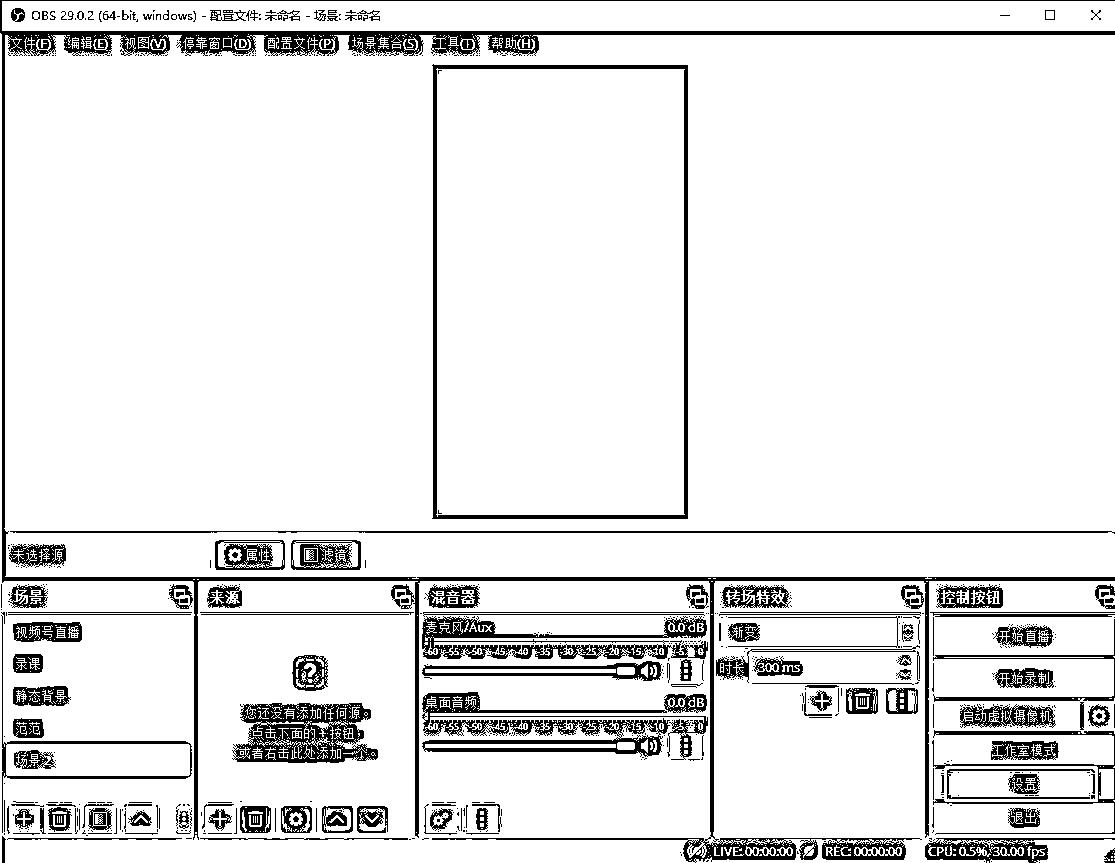 OBS 29.0.2 (64-bit, windows) - 配置文件: 未命名 - 场景: 未命名
文件(F) 编辑(E) 视图(V) 停靠窗口(D) 配置文件(P) 场景集合(S) 工具(T) 帮助(H)
未选择源 属性 滤镜
场景 来源 混音器 转场特效 控制按钮
视频号直播
录课
静态背景
范范
场景 2
您还没有添加任何源。
点击下面的 + 按钮，
或者右击此处添加一个。
麦克风/Aux 0.0 dB
-60 -55 -50 -45 -40 -35 -30 -25 -20 -15 -10 -5 0
桌面音频 0.0 dB
-60 -55 -50 -45 -40 -35 -30 -25 -20 -15 -10 -5 0
渐变
时长 300 ms
开始直播
开始录制
启动虚拟摄像机
工作室模式
设置
退出
LIVE: 00:00:00 REC: 00:00:00 CPU: 0.5%, 30.00 fps